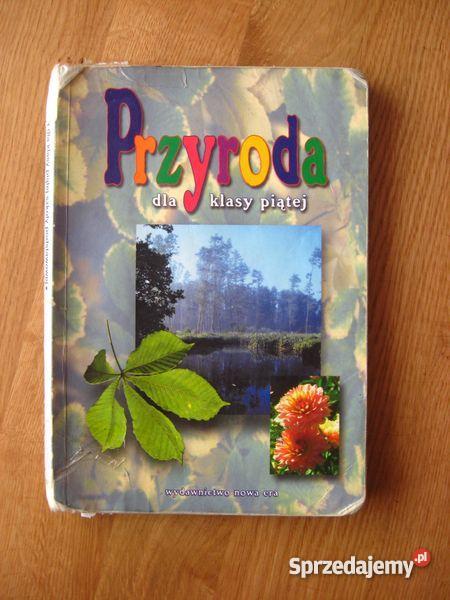 Przyroda
dla klasy piątej
wydawnictwo nowa era
Sprzedajemy.pl